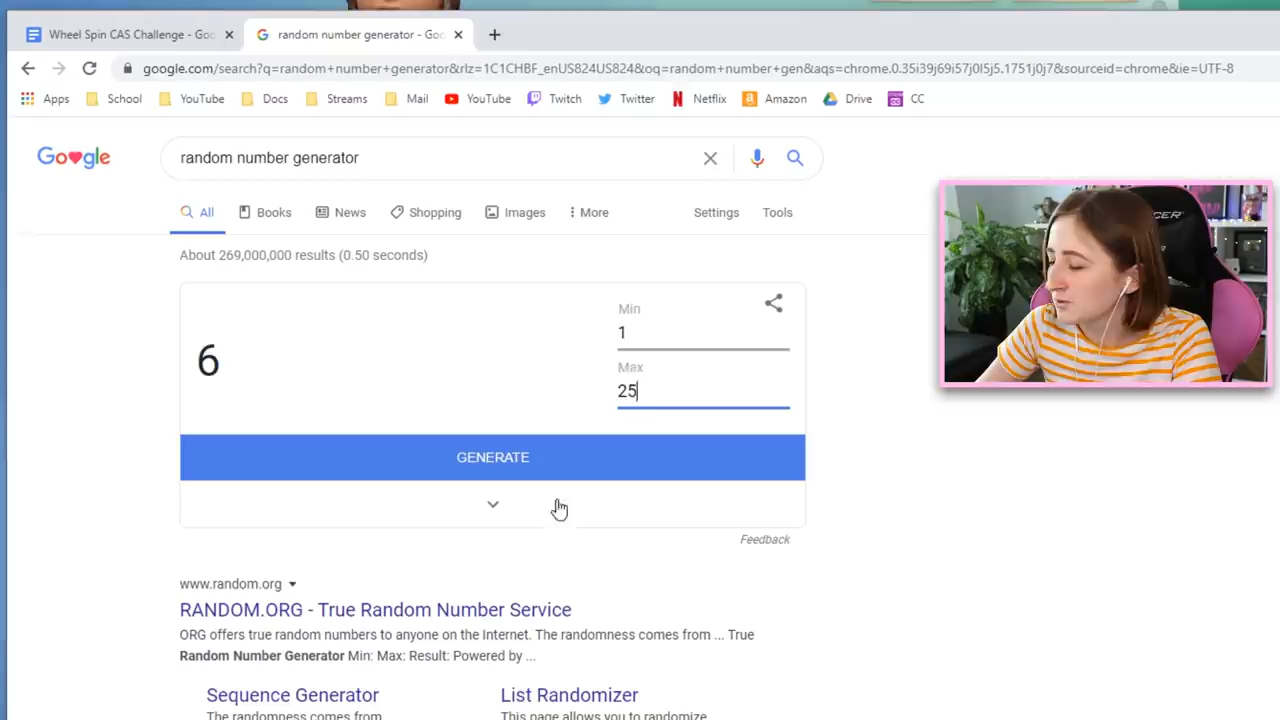 Wheel Spin CAS Challenge - Goo
random number generator - Goo
google.com/search?q=random+number+generator&rlz=1C1CHBF_enUS824US824&oq=random+number+gen&aqs=chrome.0.35i39j69i57j0l5j5.1751j0j7&sourceid=chrome&ie=UTF-8
Apps School YouTube Docs Streams Mail YouTube Twitch Twitter Netflix Amazon Drive CC
Google
random number generator
All Books News Shopping Images More Settings Tools
About 269,000,000 results (0.50 seconds)
Min
1
6
Max
25
GENERATE
Feedback
www.random.org
RANDOM.ORG - True Random Number Service
ORG offers true random numbers to anyone on the Internet. The randomness comes from ... True
Random Number Generator Min: Max: Result: Powered by ...
Sequence Generator List Randomizer
The randomness comes from This page allows you to randomize